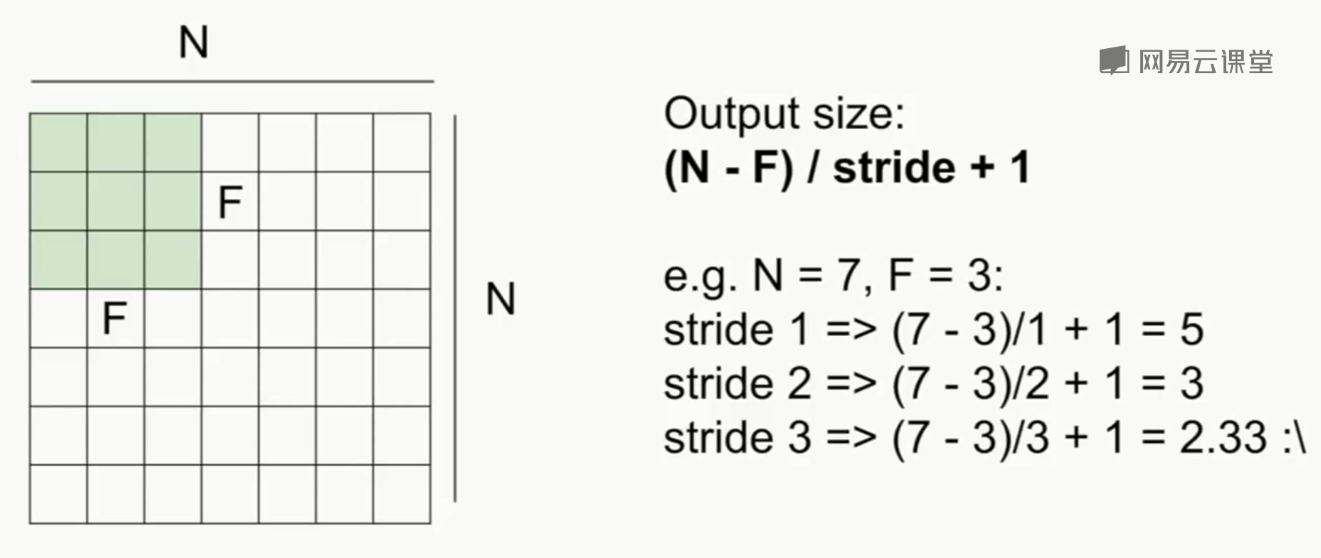 N
网易云课堂
Output size:
(N - F) / stride + 1
F
e.g. N = 7, F = 3:
N
F
stride 1 => (7 - 3)/1 + 1 = 5
stride 2 => (7 - 3)/2 + 1 = 3
stride 3 => (7 - 3)/3 + 1 = 2.33 :\